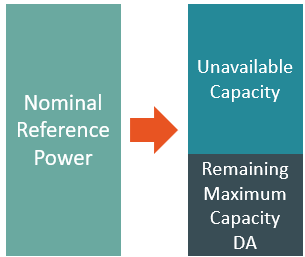 Nominal
Reference
Power
Unavailable
Capacity
Remaining
Maximum
Capacity
DA